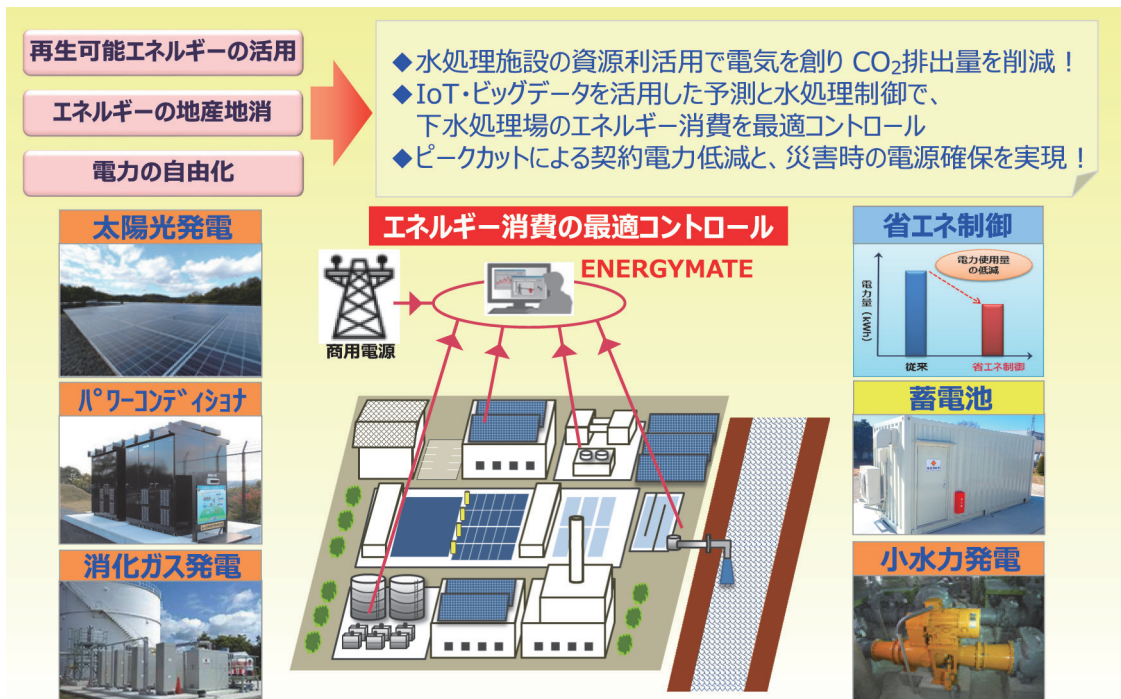 再生可能エネルギーの活用
エネルギーの地産地消
電力の自由化
◆水処理施設の資源利活用で電気を創り CO₂排出量を削減！
◆IoT・ビッグデータを活用した予測と水処理制御で、
下水処理場のエネルギー消費を最適コントロール
◆ピークカットによる契約電力低減と、災害時の電源確保を実現！
太陽光発電
エネルギー消費の最適コントロール
ENERGYMATE
商用電源
省エネ制御
電力使用量
の低減
電力量（kWh）
従来
省エネ制御
ﾊﾟﾜｰｺﾝﾃﾞｨｼｮﾅ
蓄電池
消化ガス発電
小水力発電